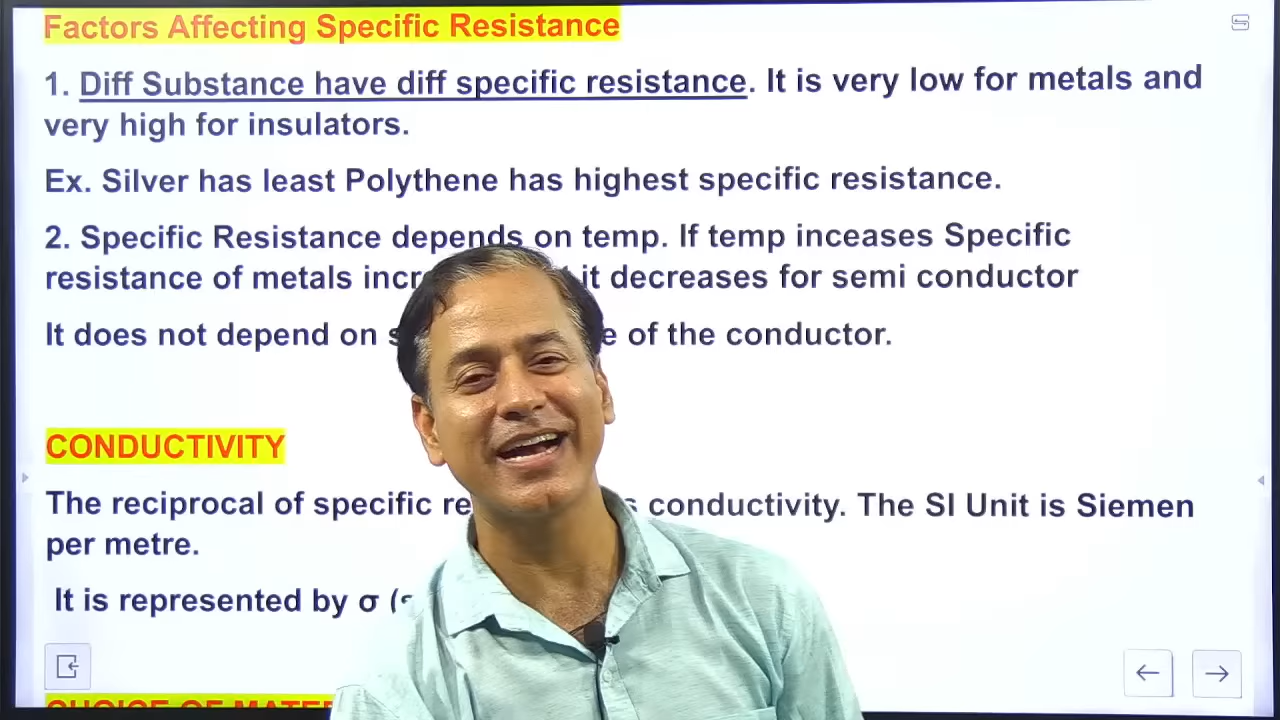 Factors Affecting Specific Resistance
1. Diff Substance have diff specific resistance. It is very low for metals and
very high for insulators.
Ex. Silver has least Polythene has highest specific resistance.
2. Specific Resistance depends on temp. If temp inceases Specific
resistance of metals it decreases for semi conductor
It does not depend on of the conductor.
CONDUCTIVITY
The reciprocal of specific conductivity. The SI Unit is Siemen
per metre.
It is represented by σ
CHOICE OF